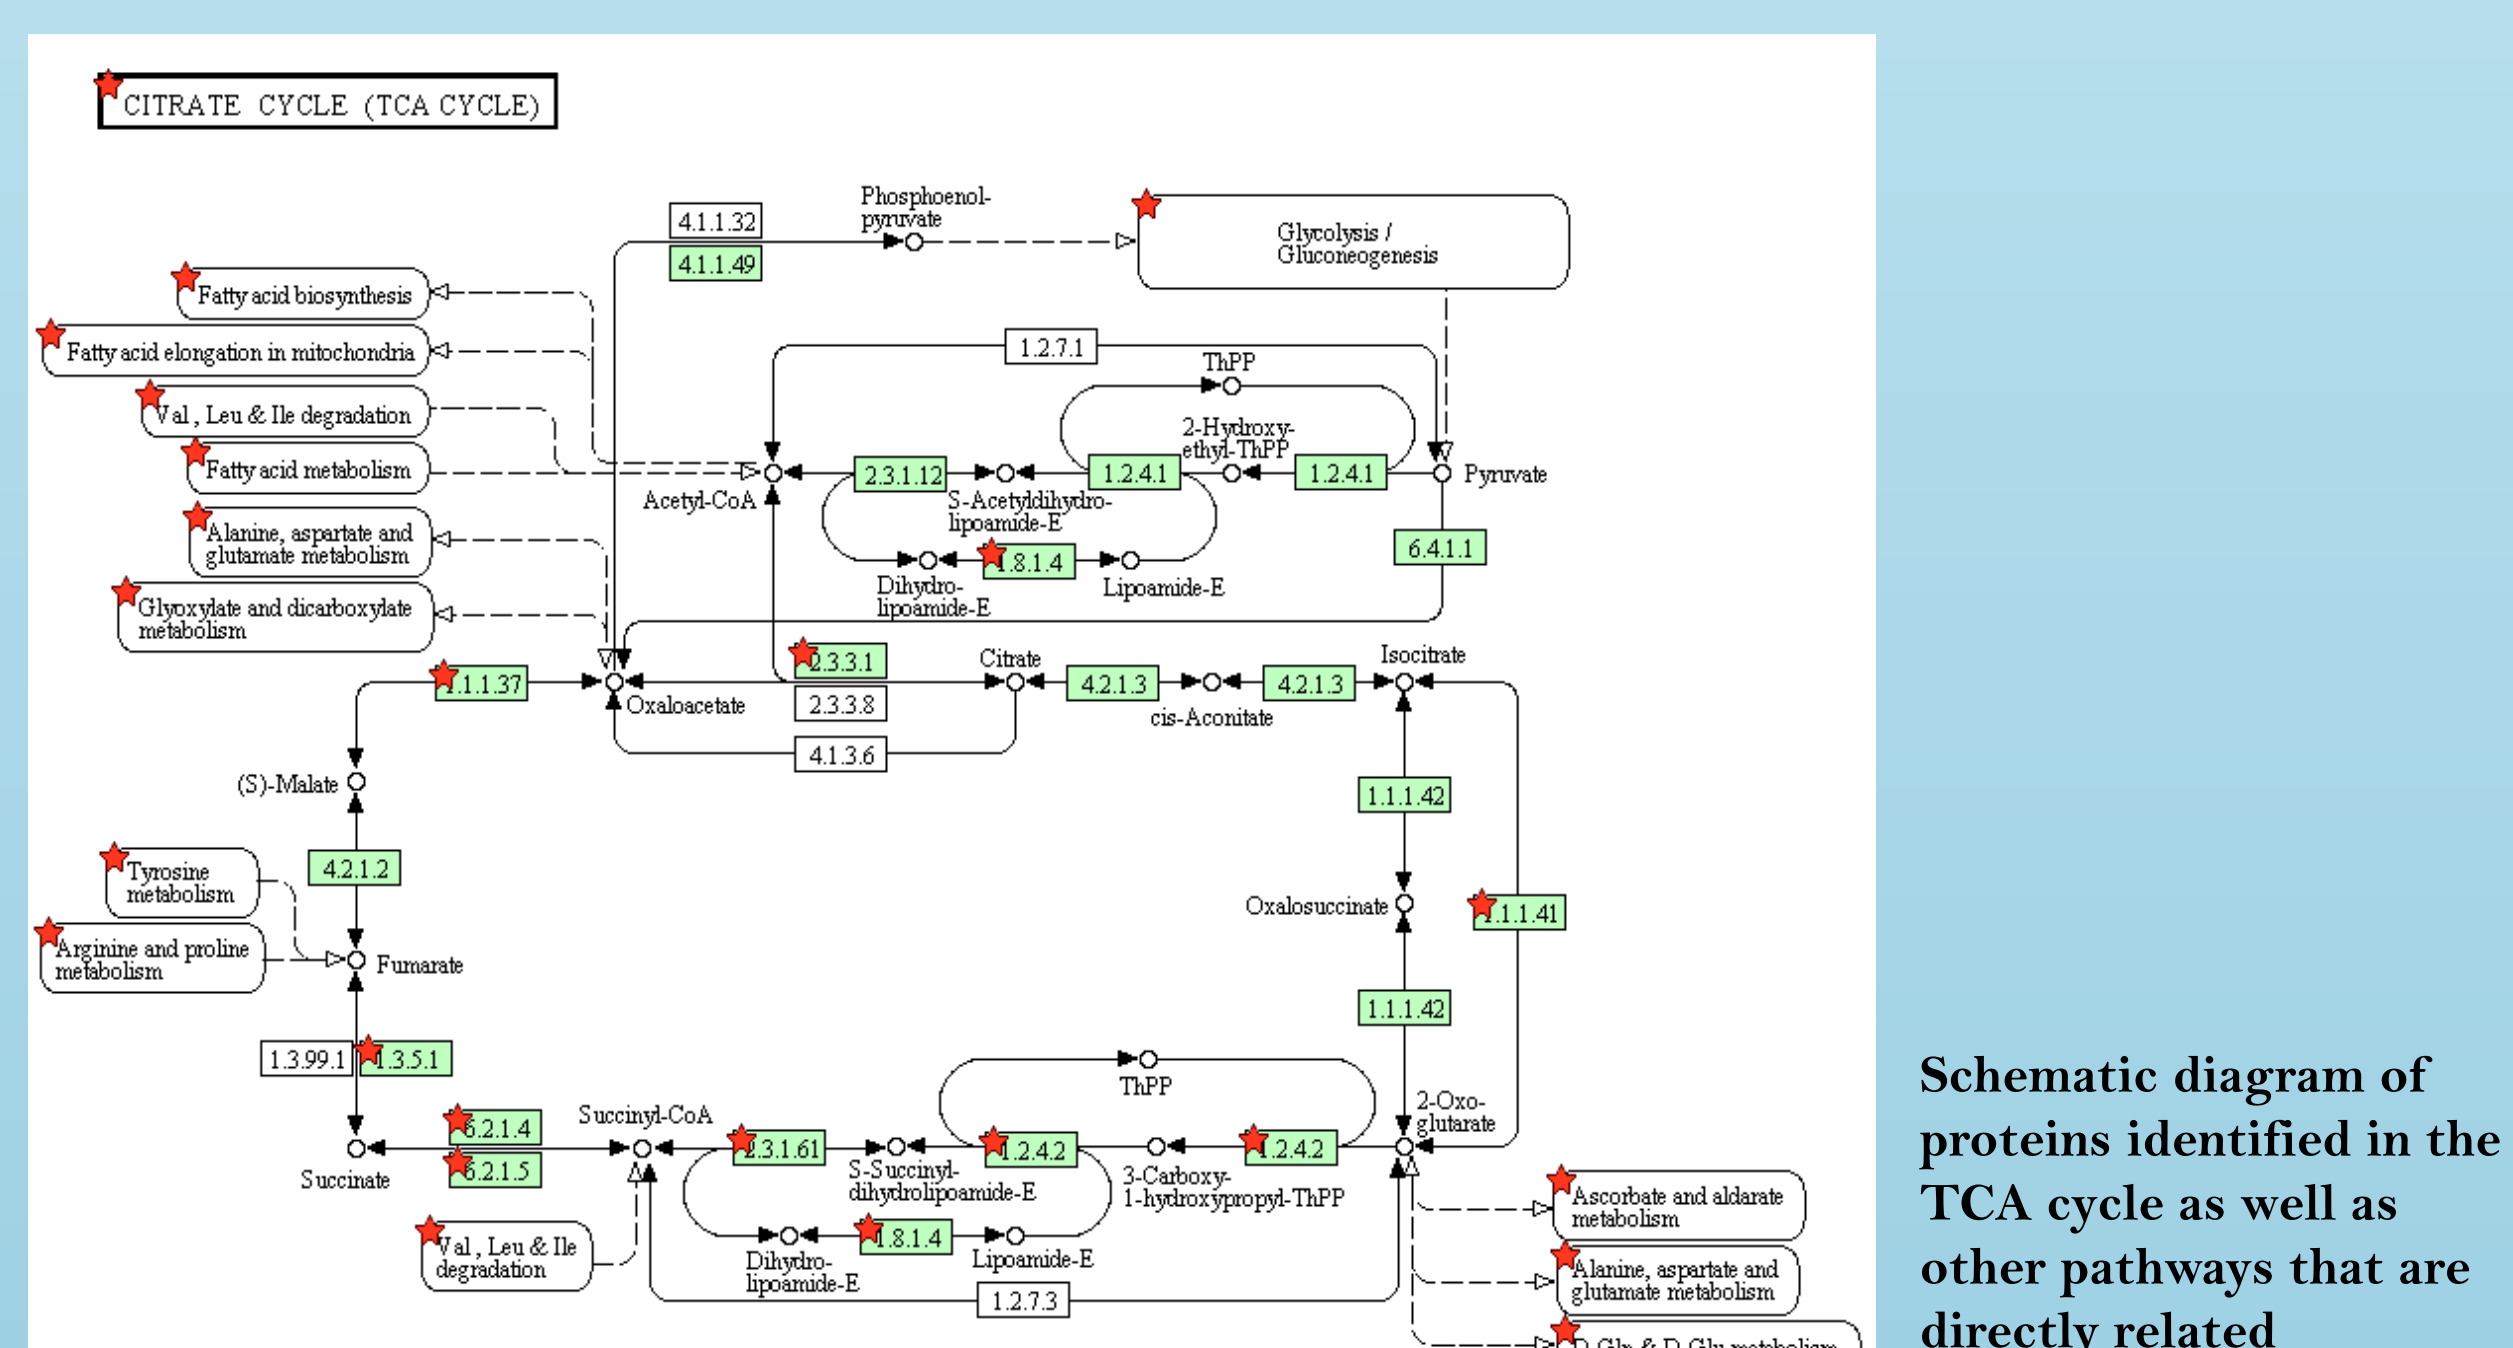 CITRATE CYCLE (TCA CYCLE)
Phosphoenol-
pyruvate
4.1.1.32
4.1.1.49
Glycolysis /
Gluconeogenesis
Fatty acid biosynthesis
Fatty acid elongation in mitochondria
Val , Leu & Ile degradation
Fatty acid metabolism
Alanine, aspartate and
glutamate metabolism
Glyoxylate and dicarboxylate
metabolism
1.2.7.1
ThPP
2-Hydroxy-
ethyl-ThPP
Acetyl-CoA
2.3.1.12
1.2.4.1
1.2.4.1
Pyruvate
S-Acetyldihydro-
lipoamide-E
6.4.1.1
1.8.1.4
Dihydro-
lipoamide-E
Lipoamide-E
1.1.1.37
Oxaloacetate
2.3.3.1
2.3.3.8
4.1.3.6
Citrate
4.2.1.3
cis-Aconitate
4.2.1.3
Isocitrate
(S)-Malate
1.1.1.42
4.2.1.2
Tyrosine
metabolism
Arginine and proline
metabolism
Fumarate
Oxalosuccinate
1.1.1.41
1.1.1.42
1.3.99.1
1.3.5.1
ThPP
2-Oxo-
glutarate
Succinate
6.2.1.4
6.2.1.5
Succinyl-CoA
2.3.1.61
S-Succinyl-
dihydrolipoamide-E
1.2.4.2
3-Carboxy-
1-hydroxypropyl-ThPP
1.2.4.2
Val , Leu & Ile
degradation
Dihydro-
lipoamide-E
1.8.1.4
Lipoamide-E
1.2.7.3
Ascorbate and aldarate
metabolism
Alanine, aspartate and
glutamate metabolism
D-Gln & D-Glu metabolism
Schematic diagram of
proteins identified in the
TCA cycle as well as
other pathways that are
directly related